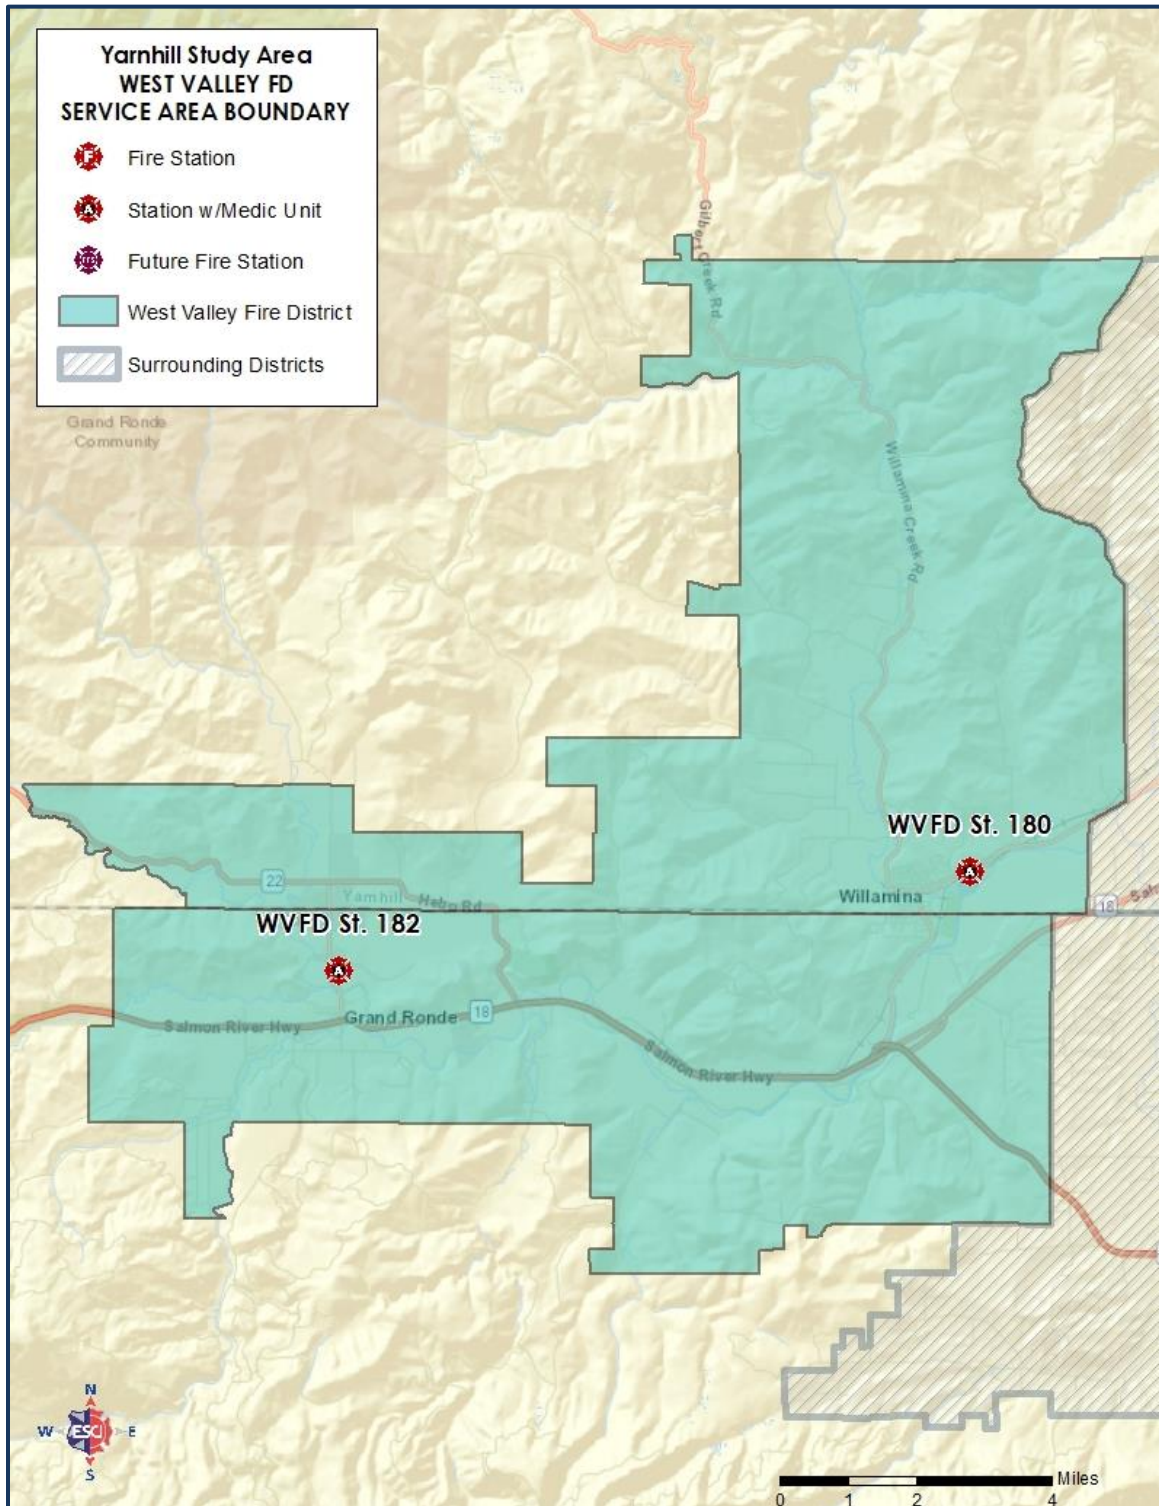 Yarnhill Study Area
WEST VALLEY FD
SERVICE AREA BOUNDARY
F
Fire Station
A
Station w/Medic Unit
Future Fire Station
West Valley Fire District
Surrounding Districts
Grand Ronde
Community
Gilbert Creek Rd
Willamina Creek Rd
WVFD St. 180
A
Willamina
22
Yamhill
Hebo Rd
18
WVFD St. 182
A
Salmon River Hwy
Grand Ronde
18
Salmon River Hwy
N
W
ESCI
E
S
Miles
0
1
2
4